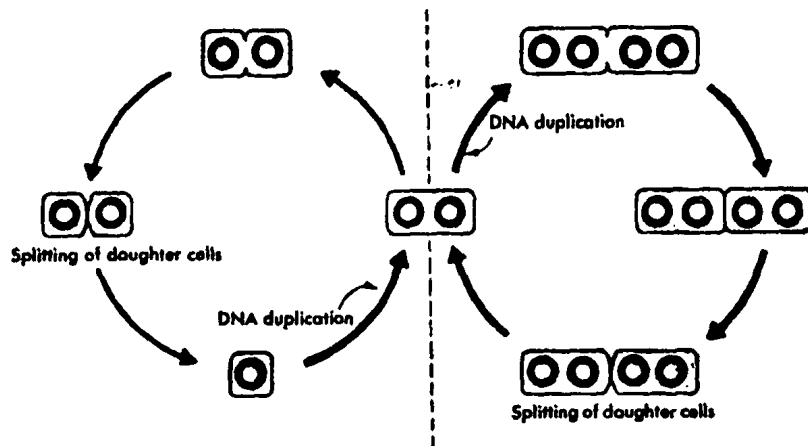 DNA duplication
Splitting of daughter cells
DNA duplication
Splitting of daughter cells